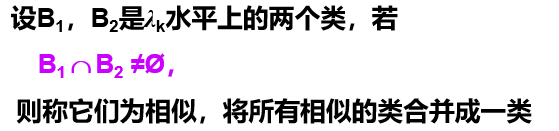 设B₁，B₂是λₖ水平上的两个类，若
B₁ ∩ B₂ ≠Ø，
则称它们为相似，将所有相似的类合并成一类